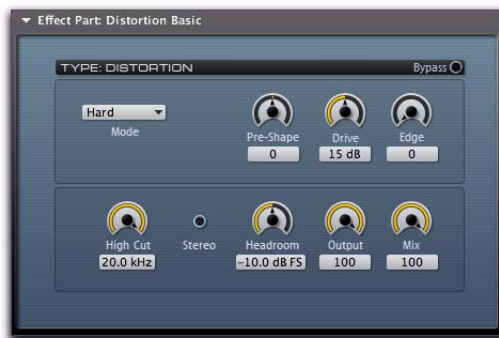 Effect Part: Distortion Basic
TYPE: DISTORTION Bypass
Hard
Mode
Pre-Shape Drive Edge
0 15 dB 0
High Cut Stereo Headroom Output Mix
20.0 kHz -10.0 dB FS 100 100